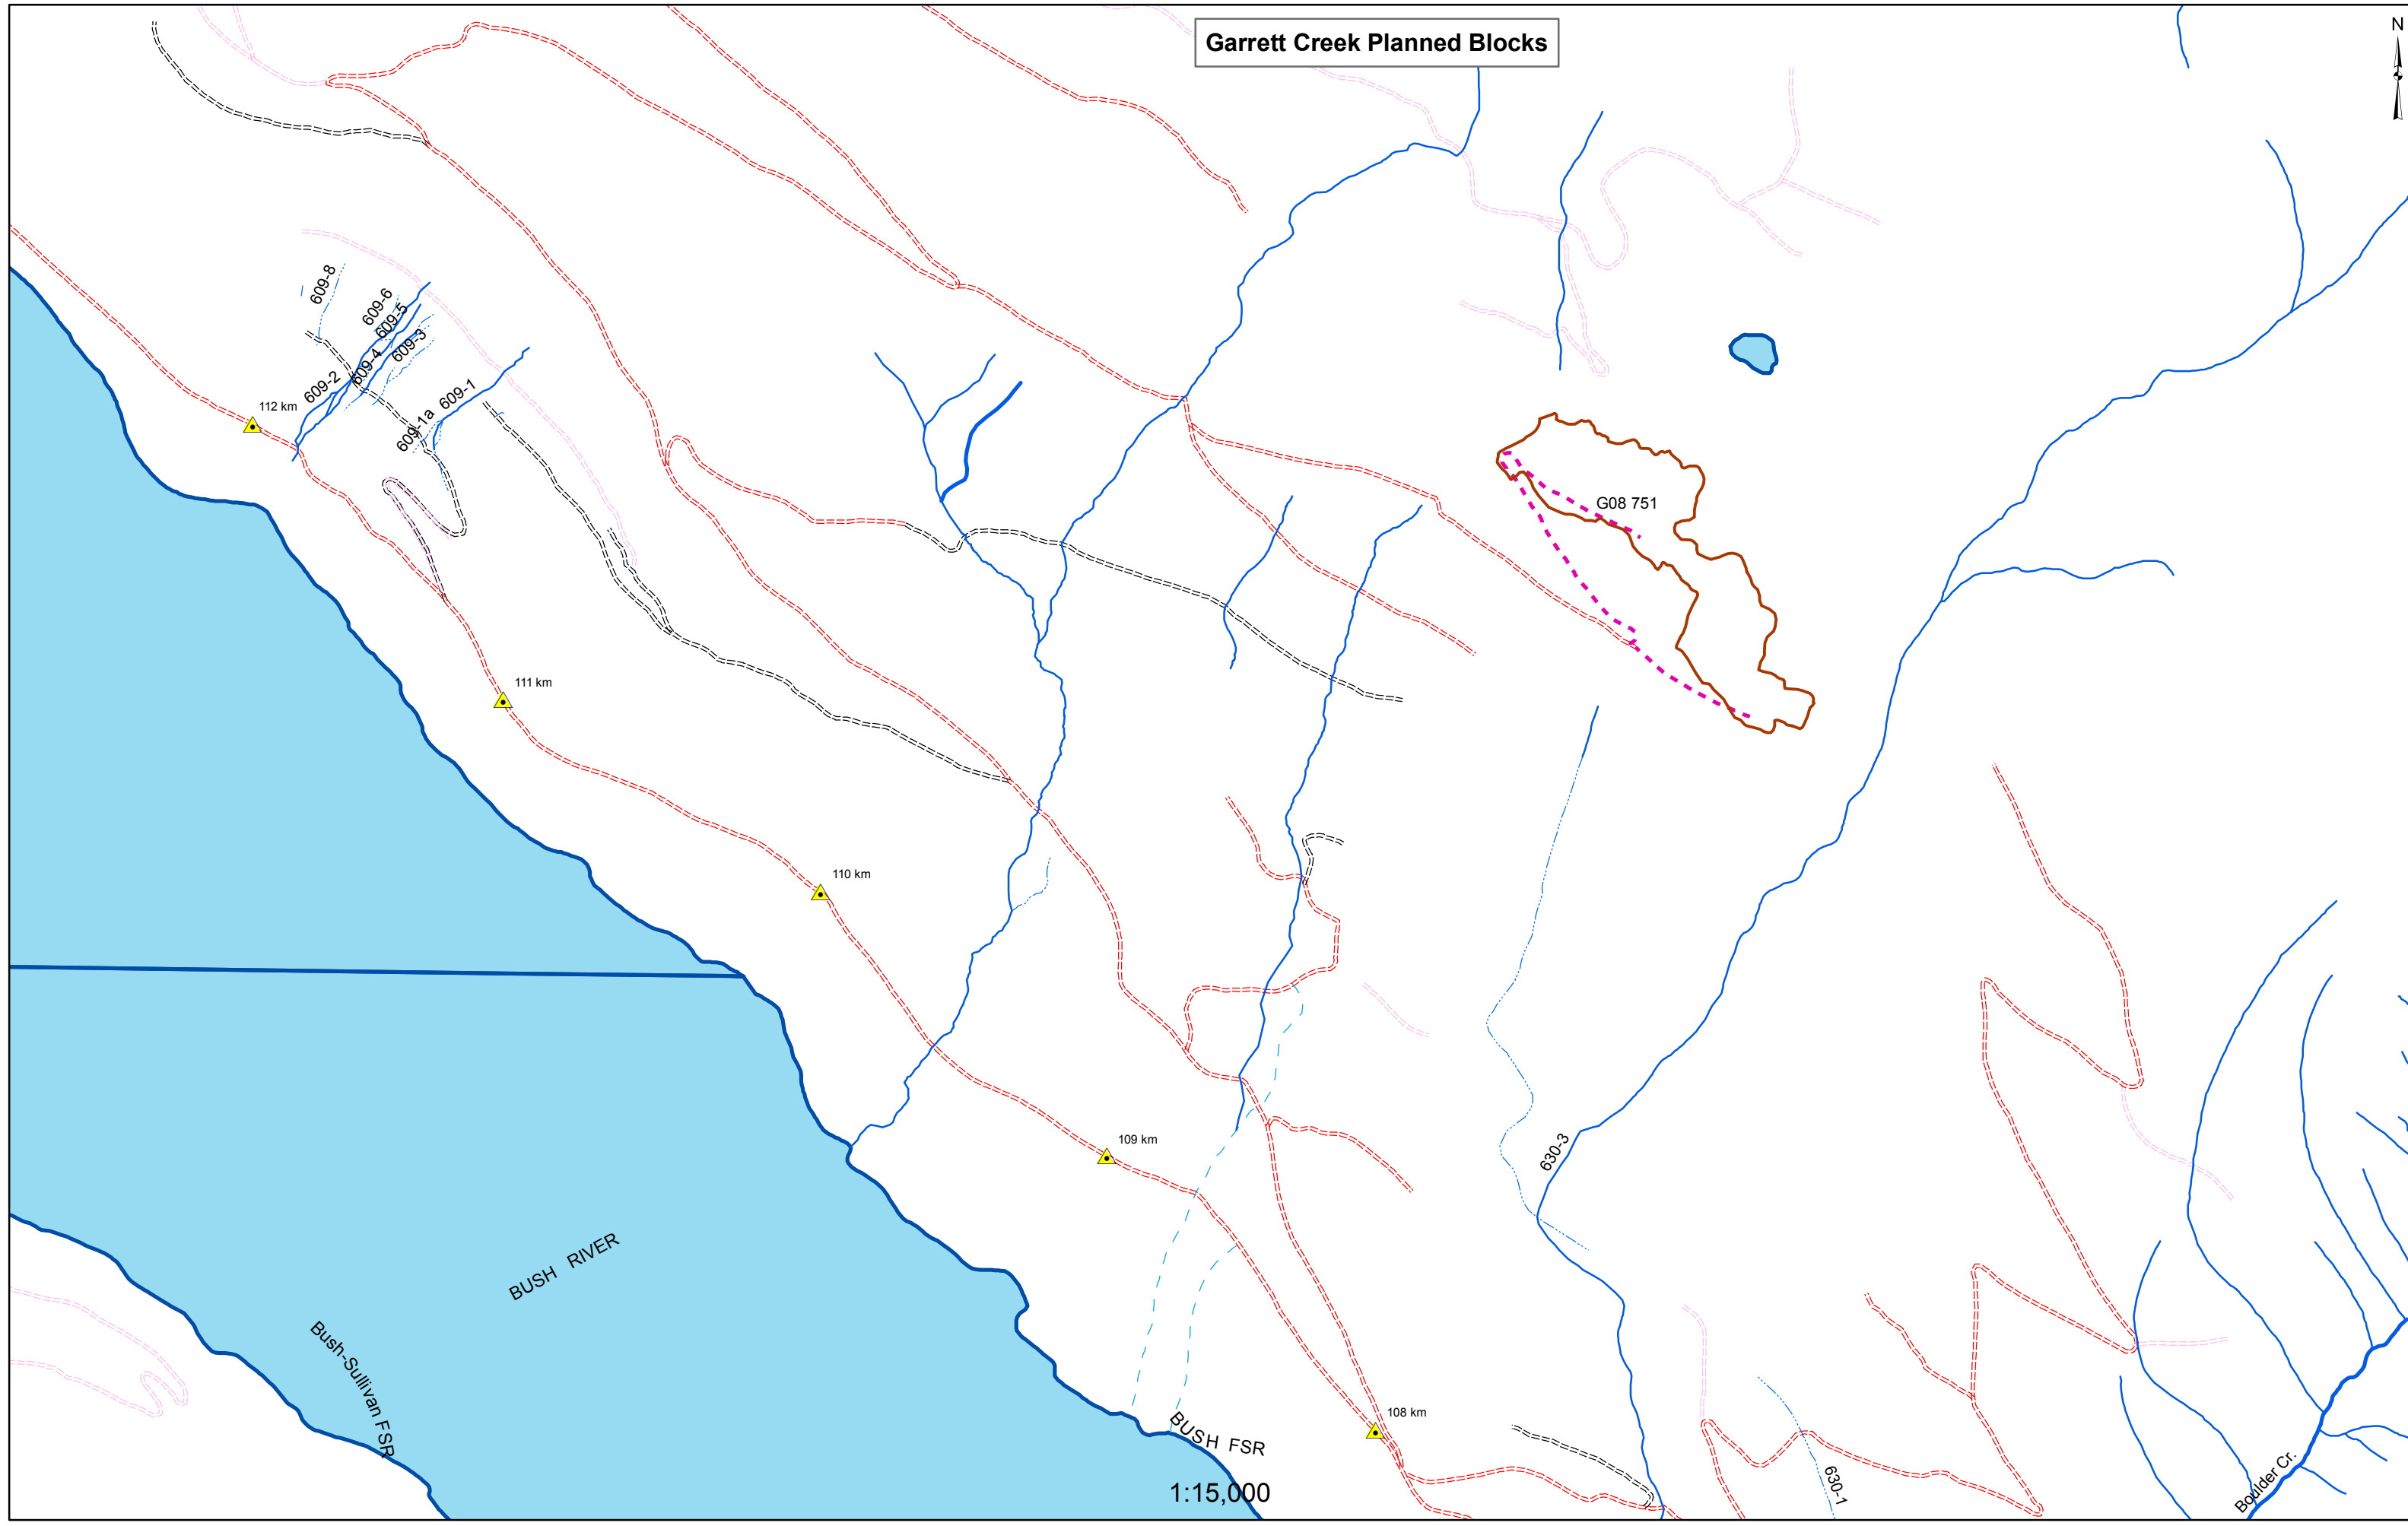 Garrett Creek Planned Blocks
N
609-8
609-6
609-5
609-3
609-4
609-2
609-1
609-1a
112 km
G08 751
111 km
110 km
109 km
630-3
BUSH RIVER
Bush-Sullivan FSR
108 km
BUSH FSR
630-1
Boulder Cr.
1:15,000